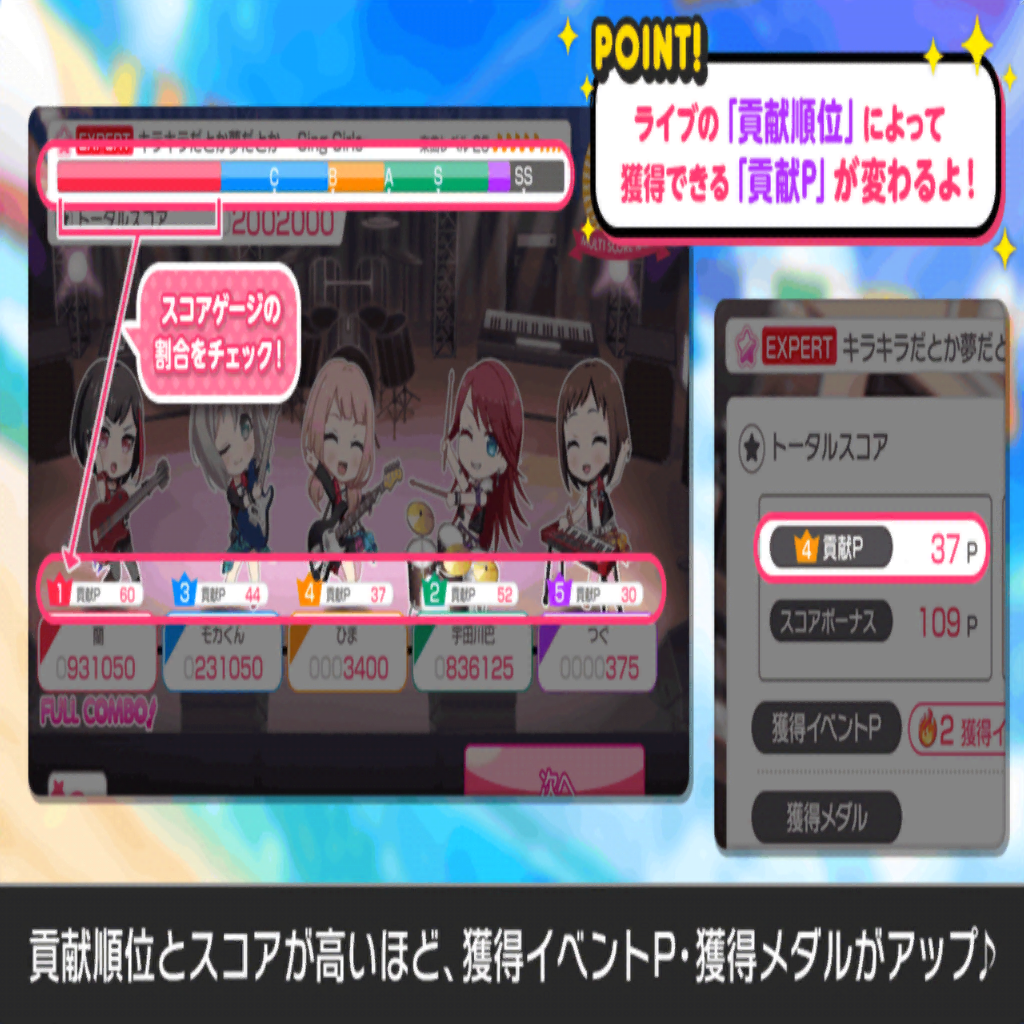 POINT!
ライブの「貢献順位」によって
獲得できる「貢献P」が変わるよ!
EXPERT キラキラだとか夢だとか ~Sing Girls~
C B A S SS
トータルスコア 2002000
スコアゲージの
割合をチェック!
1 貢献P 60
3 貢献P 44
4 貢献P 37
2 貢献P 52
5 貢献P 30
蘭
モカくん
ひま
宇田川巴
つぐ
0931050
0231050
0003400
0836125
0000375
FULL COMBO!
次へ
EXPERT キラキラだとか夢だと
トータルスコア
4 貢献P 37 P
スコアボーナス 109 P
獲得イベントP 2 獲得イ
獲得メダル
貢献順位とスコアが高いほど、獲得イベントP・獲得メダルがアップ♪